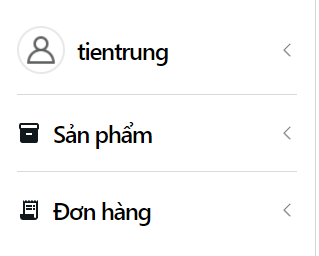 tientrung
Sản phẩm
Đơn hàng